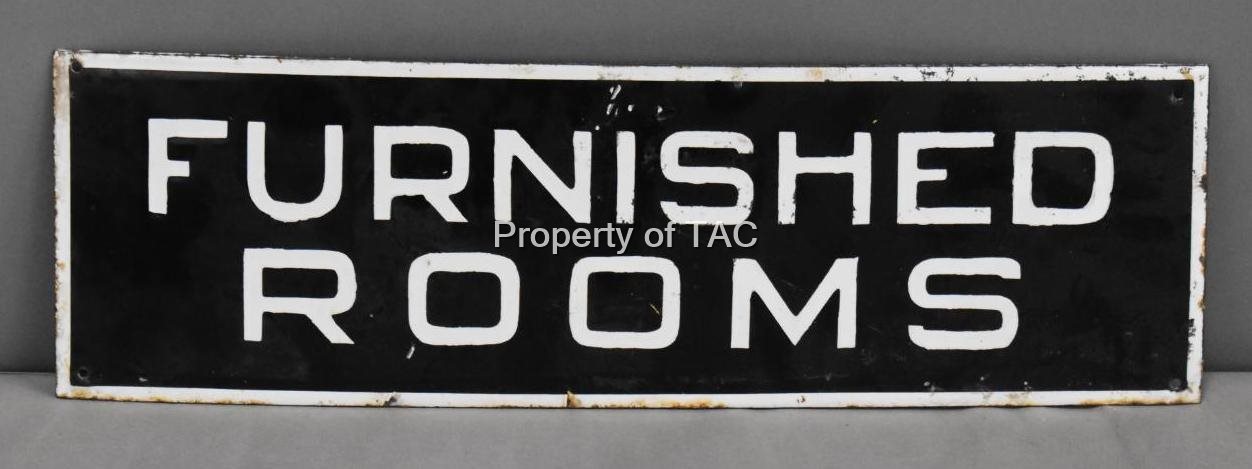 FURNISHED
Property of TAC
ROOMS